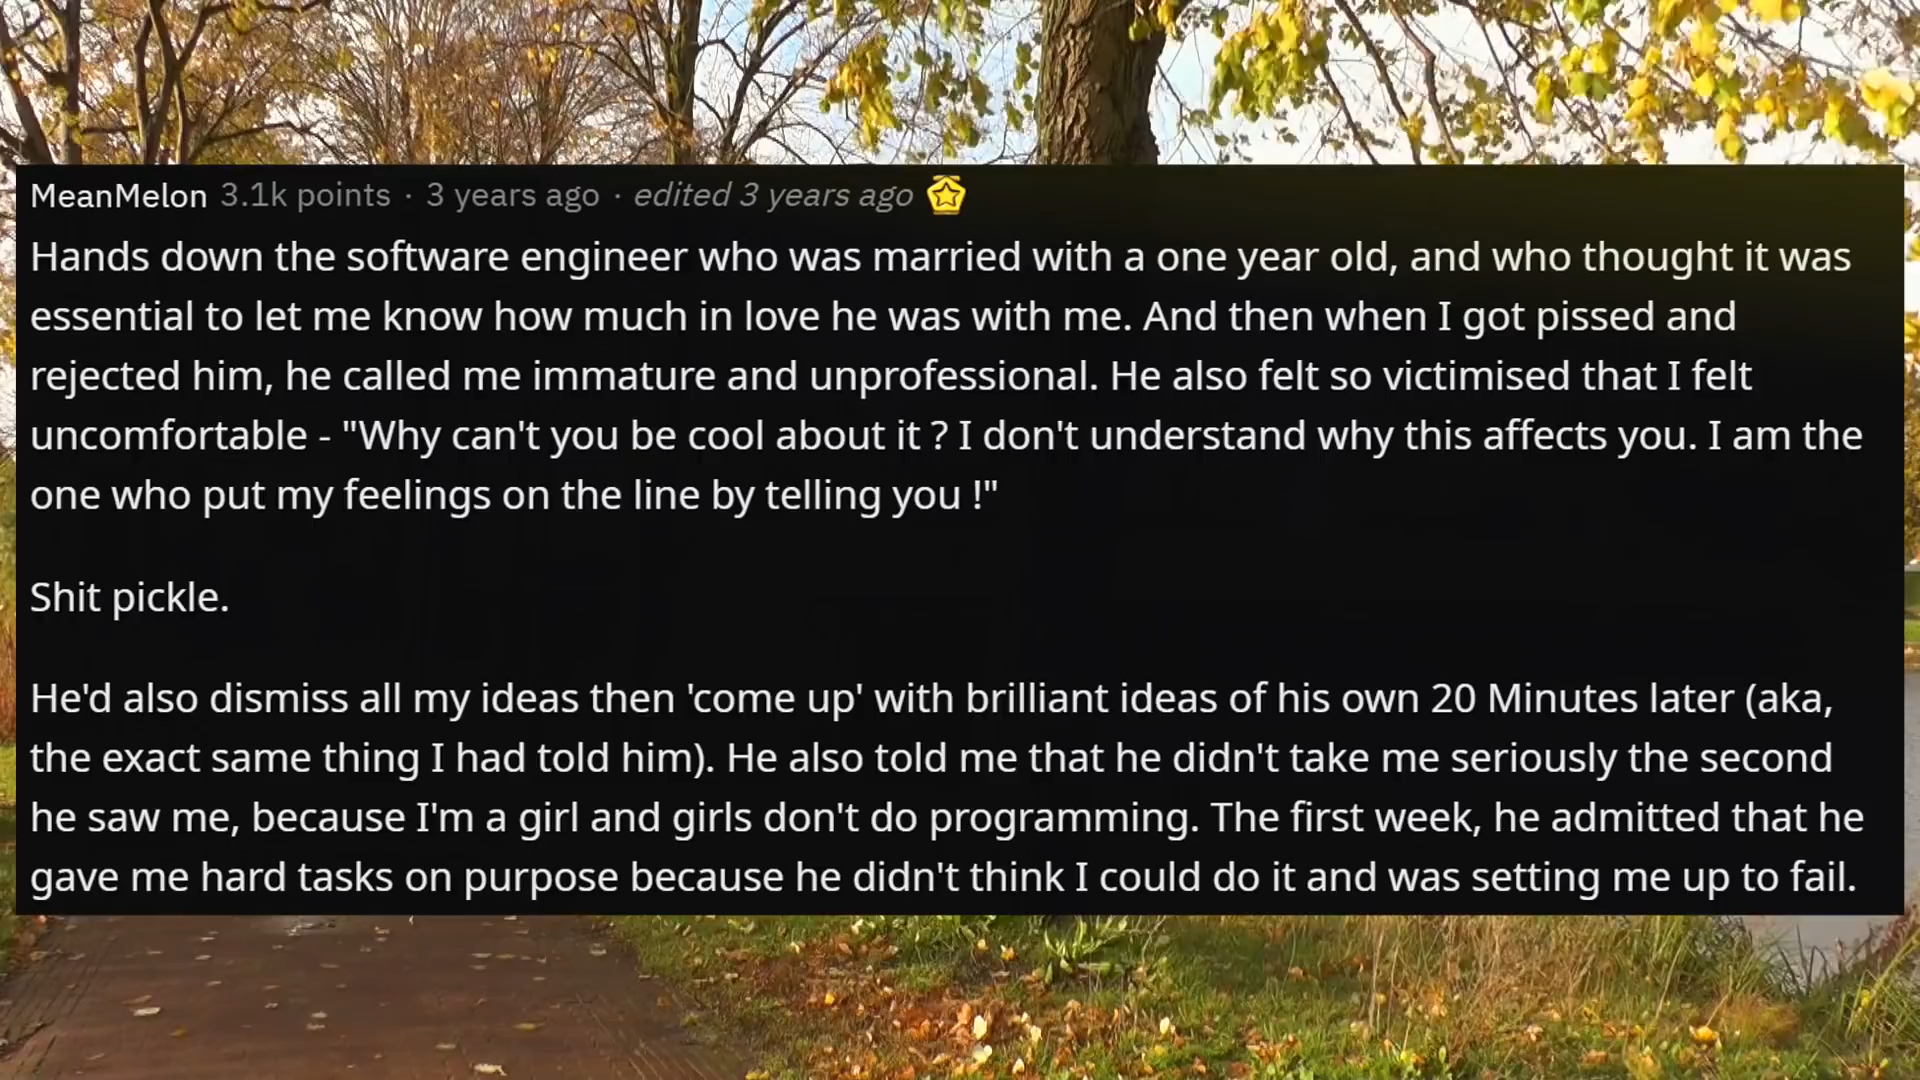 MeanMelon 3.1k points · 3 years ago · edited 3 years ago
Hands down the software engineer who was married with a one year old, and who thought it was
essential to let me know how much in love he was with me. And then when I got pissed and
rejected him, he called me immature and unprofessional. He also felt so victimised that I felt
uncomfortable - "Why can't you be cool about it ? I don't understand why this affects you. I am the
one who put my feelings on the line by telling you !"
Shit pickle.
He'd also dismiss all my ideas then 'come up' with brilliant ideas of his own 20 Minutes later (aka,
the exact same thing I had told him). He also told me that he didn't take me seriously the second
he saw me, because I'm a girl and girls don't do programming. The first week, he admitted that he
gave me hard tasks on purpose because he didn't think I could do it and was setting me up to fail.